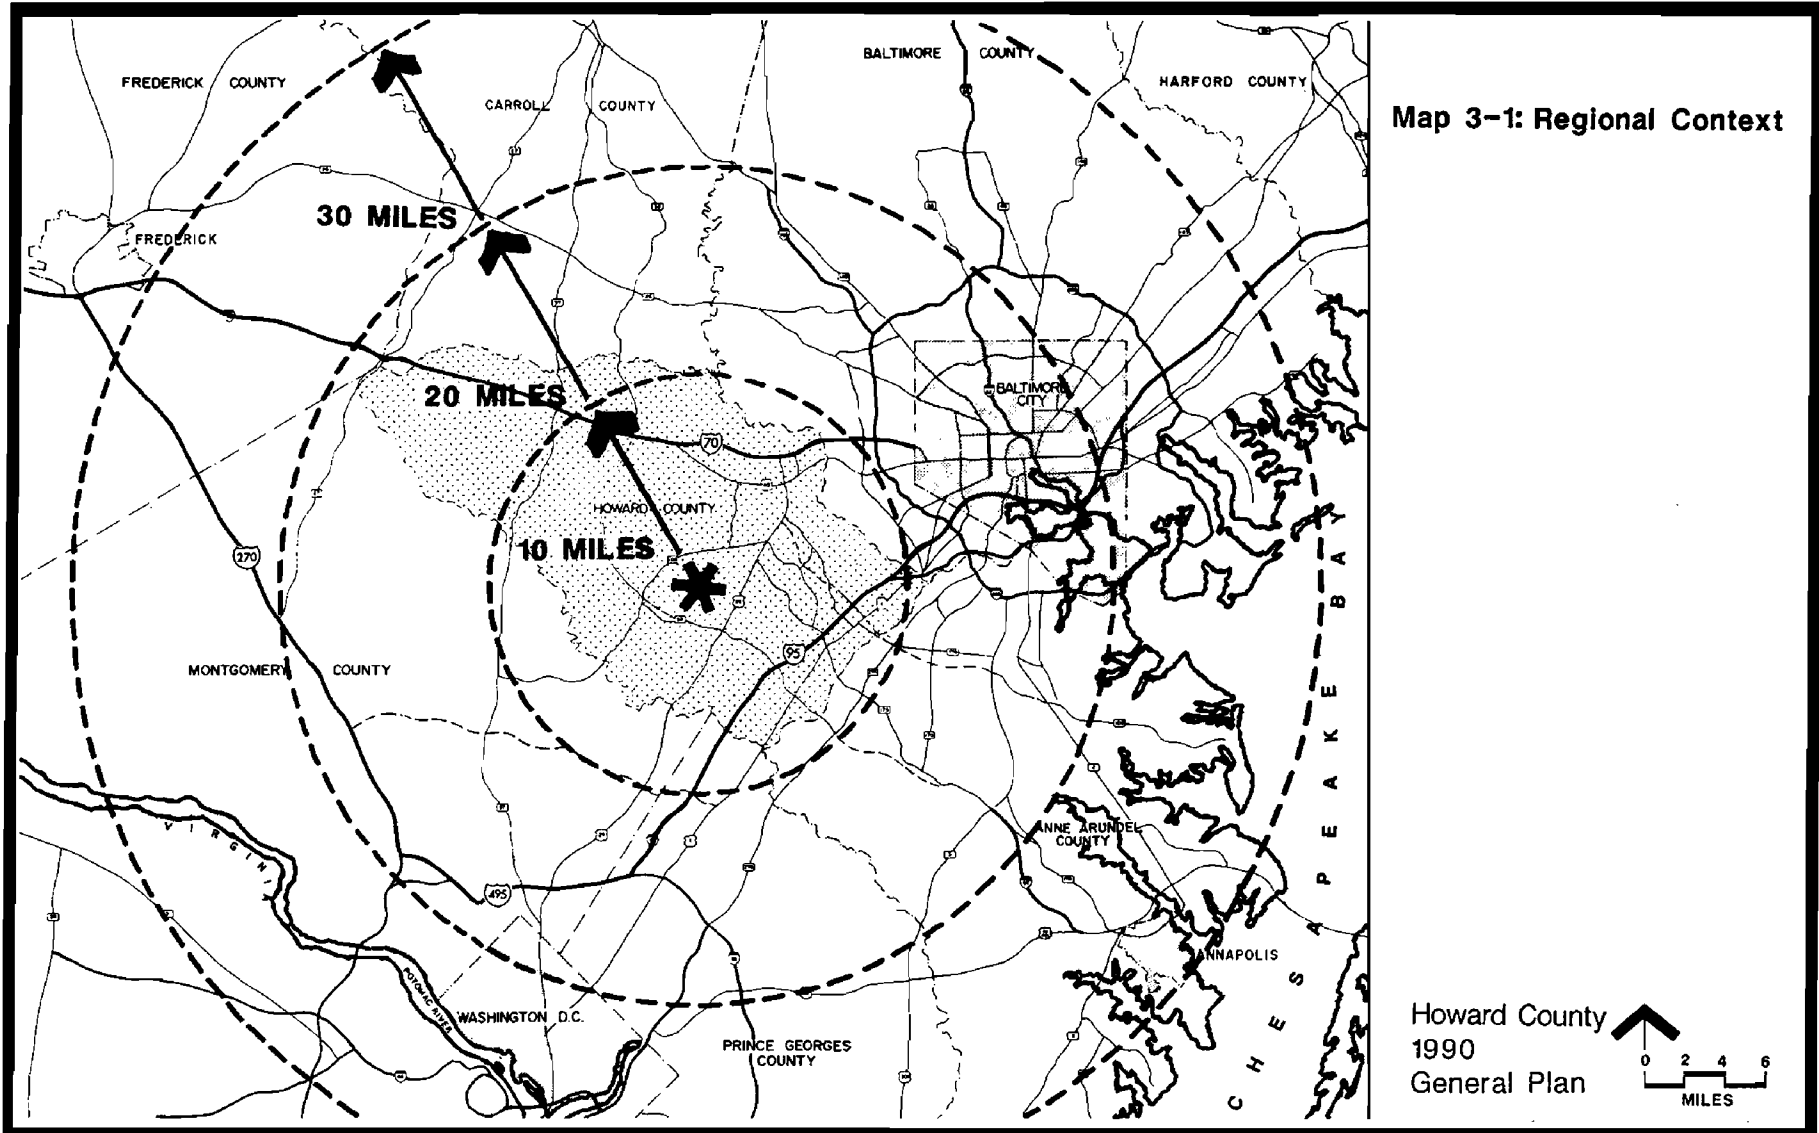 BALTIMORE COUNTY
FREDERICK COUNTY
HARFORD COUNTY
CARROLL COUNTY
Map 3-1: Regional Context
30 MILES
FREDERICK
20 MILES
BALTIMORE
CITY
70
HOWARD COUNTY
10 MILES
270
95
MONTGOMERY COUNTY
VIRGINIA
ANNE ARUNDEL
COUNTY
495
ANNAPOLIS
CHESAPEAKE BAY
POTOMAC RIVER
WASHINGTON D.C.
PRINCE GEORGES
COUNTY
Howard County
1990
General Plan
0 2 4 6
MILES